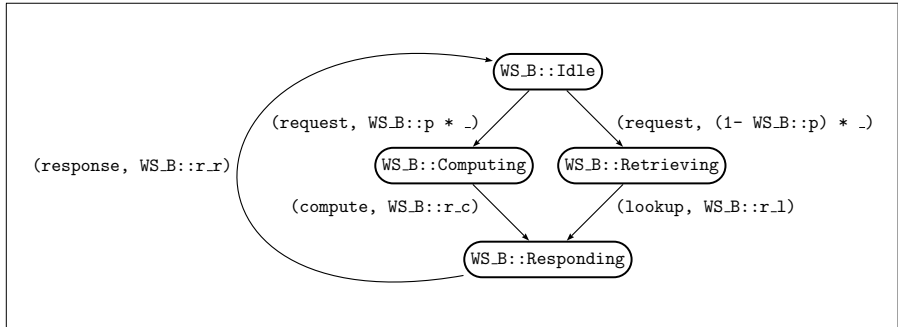 WS_B::Idle
(request, WS_B::p * _)
(request, (1- WS_B::p) * _)
(response, WS_B::r_r)
WS_B::Computing
WS_B::Retrieving
(compute, WS_B::r_c)
(lookup, WS_B::r_l)
WS_B::Responding